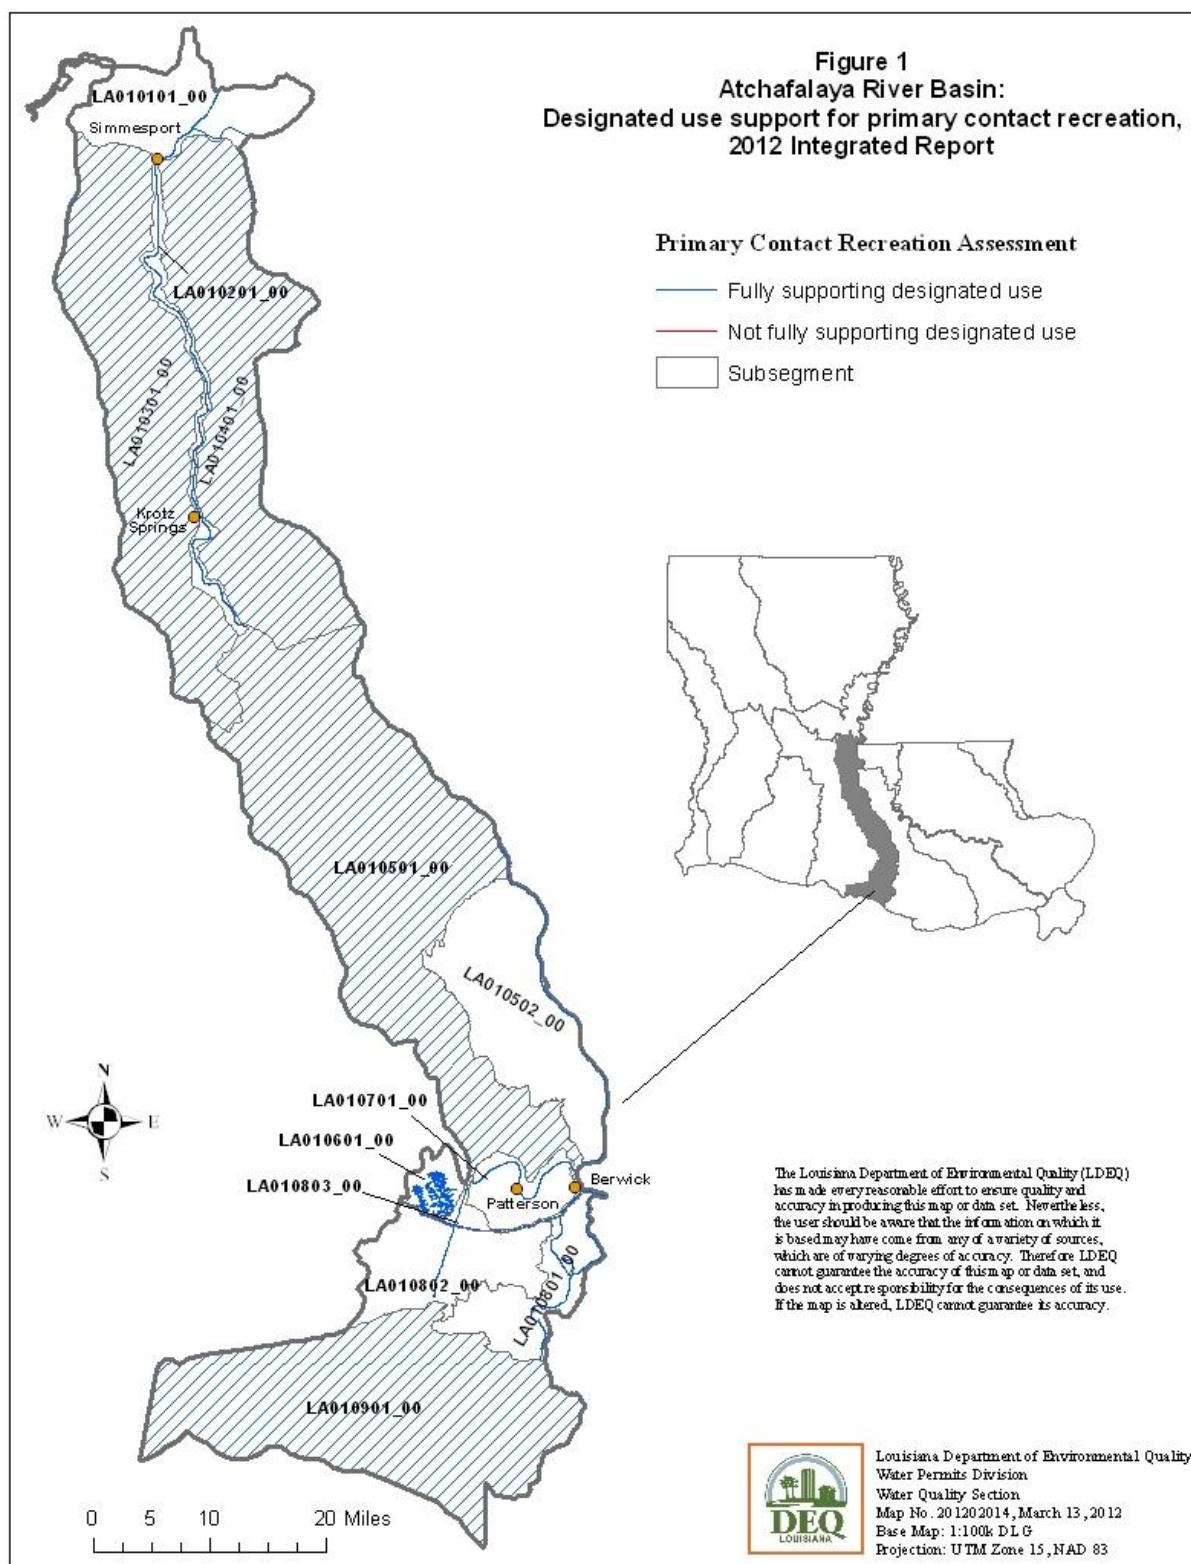 Figure 1
Atchafalaya River Basin:
Designated use support for primary contact recreation,
2012 Integrated Report
Primary Contact Recreation Assessment
Fully supporting designated use
Not fully supporting designated use
Subsegment
LA010101_00
Simmesport
LA010201_00
LA010301_00
LA010401_00
Krotz
Springs
LA010501_00
LA010502_00
N
W
E
S
LA010701_00
LA010601_00
LA010803_00
Patterson
Berwick
LA010802_00
LA010801_00
LA010901_00
The Louisiana Department of Environmental Quality (LDEQ)
has made every reasonable effort to ensure quality and
accuracy in producing this map or data set. Nevertheless,
the user should be aware that the information on which it
is based may have come from any of a variety of sources,
which are of varying degrees of accuracy. Therefore LDEQ
cannot guarantee the accuracy of this map or data set, and
does not accept responsibility for the consequences of its use.
If the map is altered, LDEQ cannot guarantee its accuracy.
0 5 10 20 Miles
DEQ
LOUISIANA
Louisiana Department of Environmental Quality
Water Permits Division
Water Quality Section
Map No. 201202014, March 13, 2012
Base Map: 1:100k DLG
Projection: UTM Zone 15, NAD 83